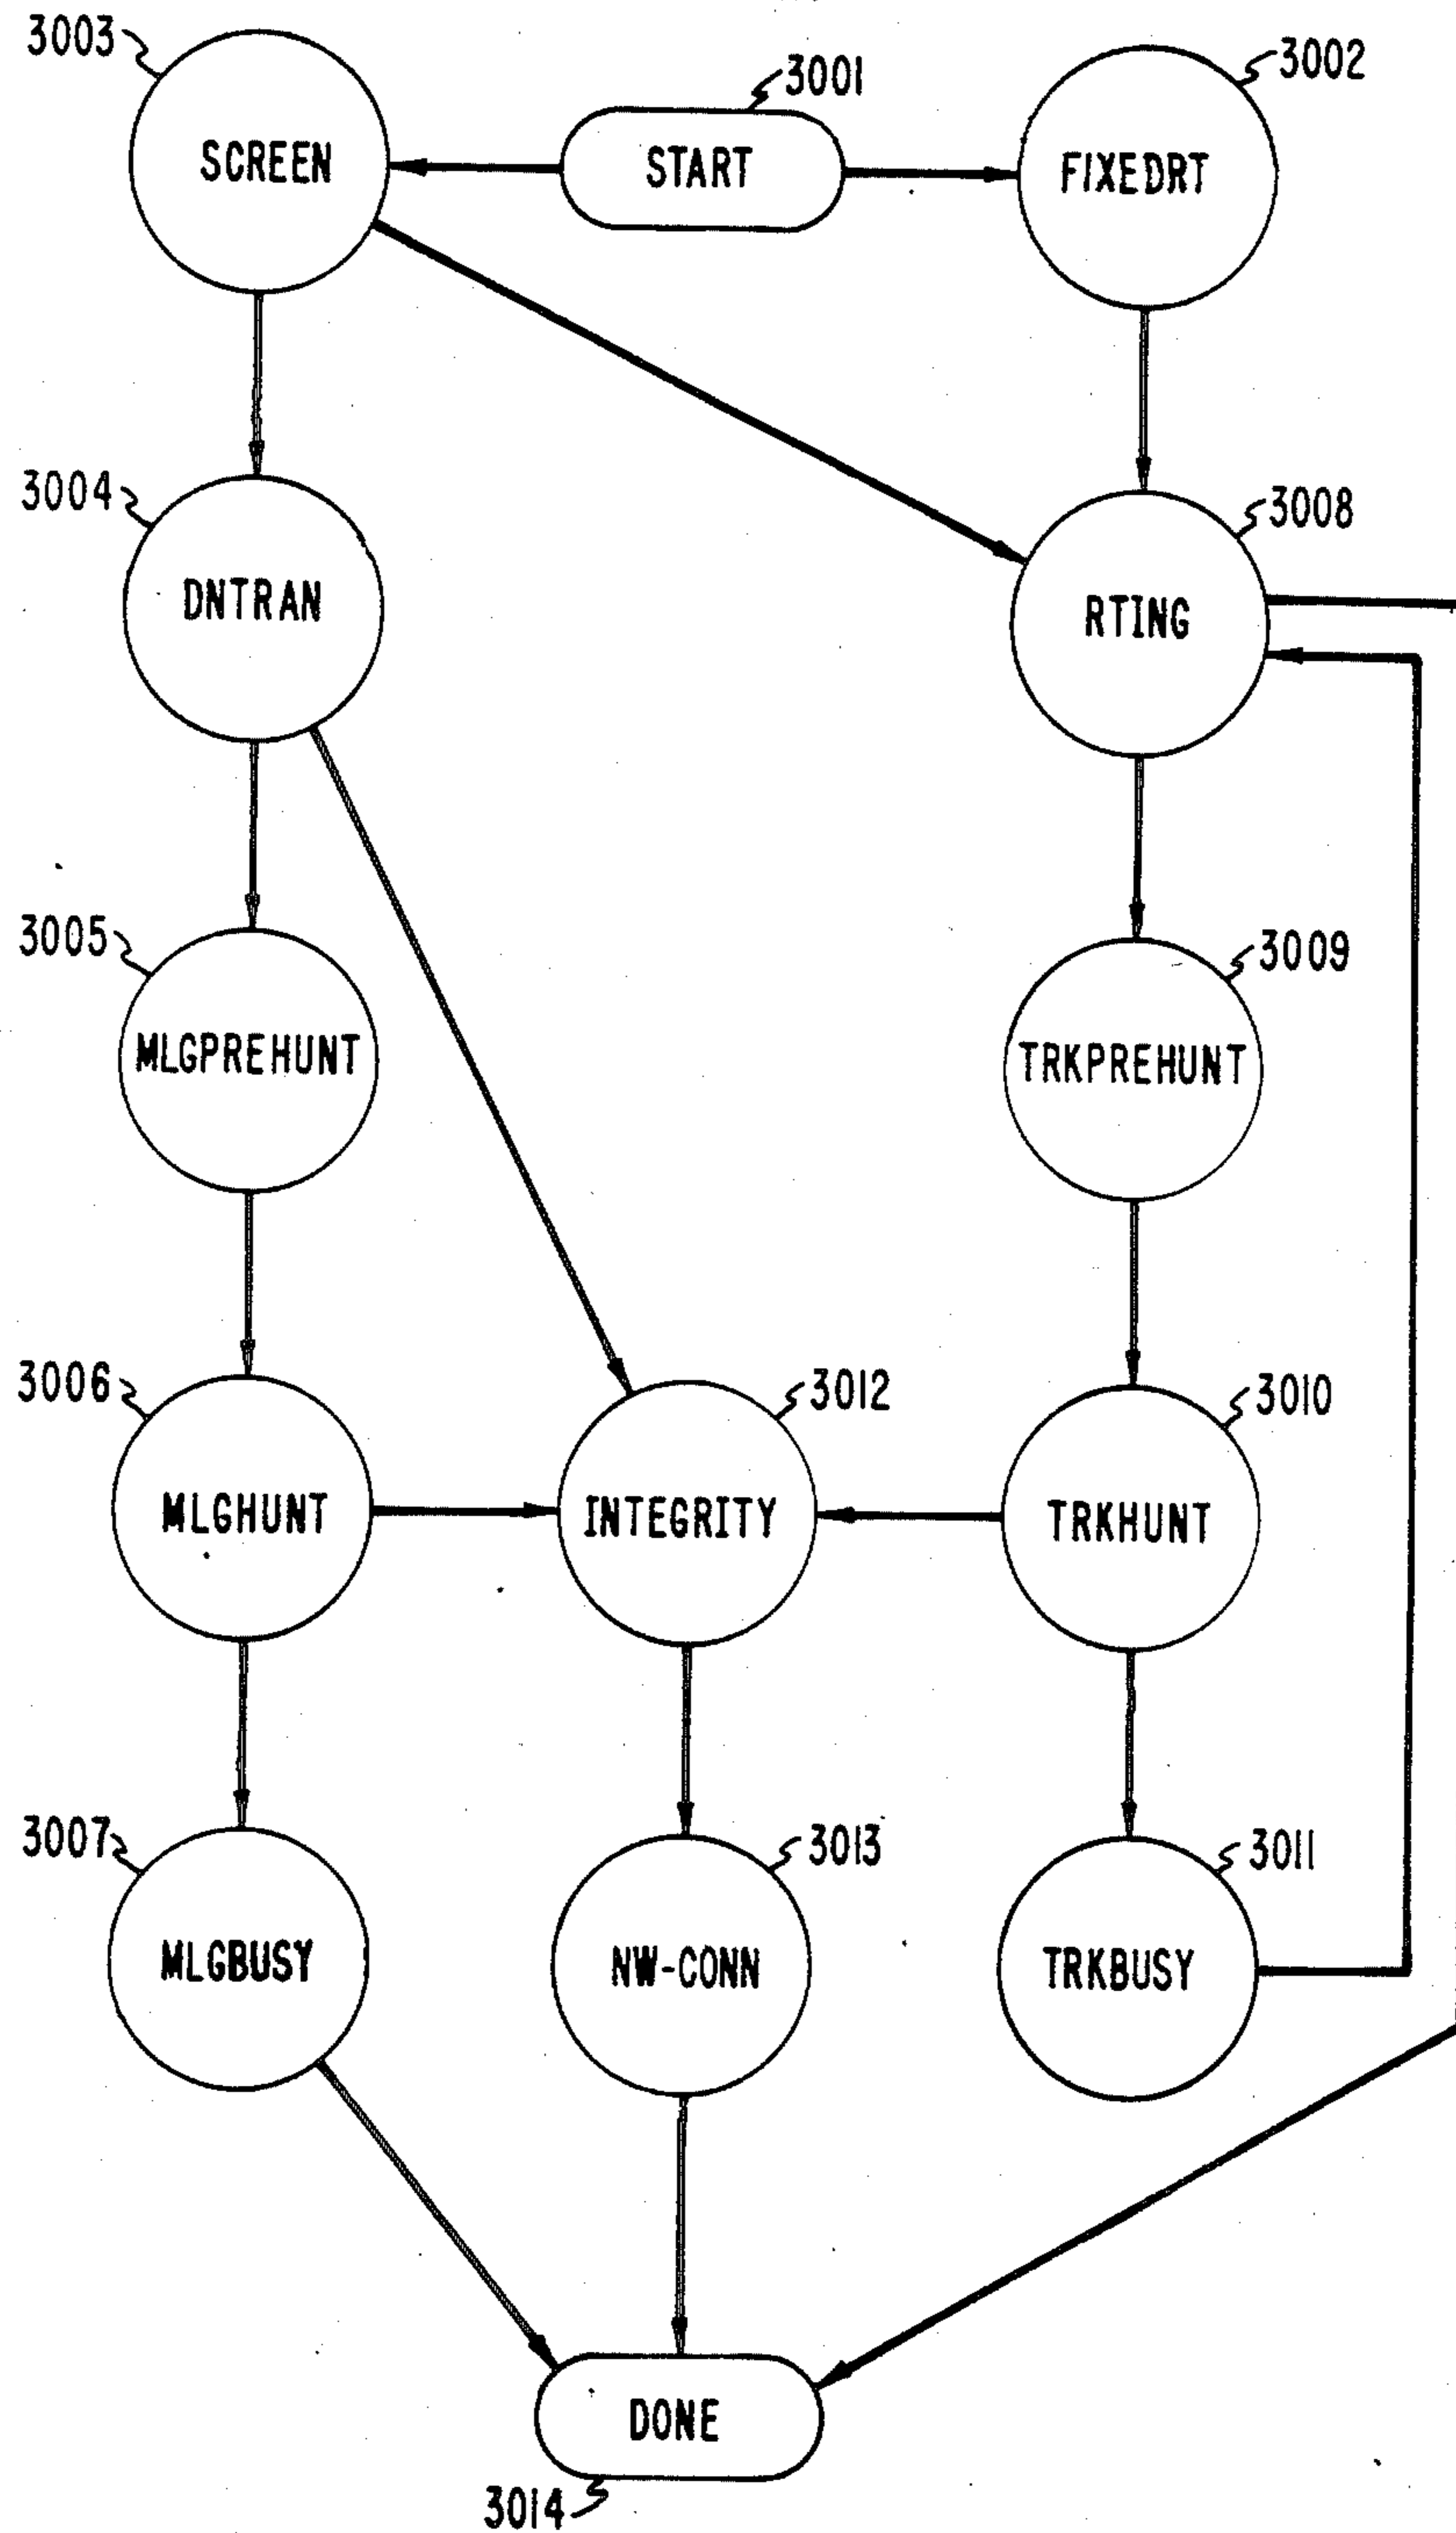 3003
3001
3002
SCREEN
START
FIXEDRT
3004
3008
DNTRAN
RTING
3005
3009
MLGPREHUNT
TRKPREHUNT
3006
3012
3010
MLGHUNT
INTEGRITY
TRKHUNT
3007
3013
3011
MLGBUSY
NW-CONN
TRKBUSY
DONE
3014